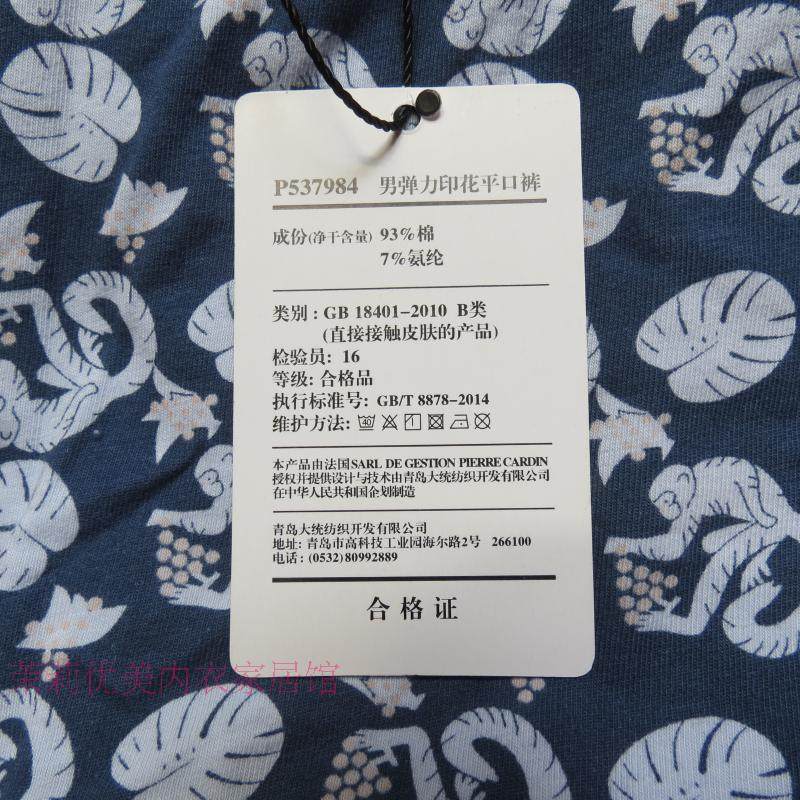 P537984 男弹力印花平口裤
成份(净干含量) 93%棉
7%氨纶
类别：GB 18401-2010 B类
(直接接触皮肤的产品)
检验员：16
等级：合格品
执行标准号：GB/T 8878-2014
维护方法：
40
本产品由法国SARL DE GESTION PIERRE CARDIN
授权并提供设计与技术由青岛大统纺织开发有限公司
在中华人民共和国企划制造
青岛大统纺织开发有限公司
地址：青岛市高科技工业园海尔路2号 266100
电话：(0532)80992889
合格证
茉莉优美内衣家居馆